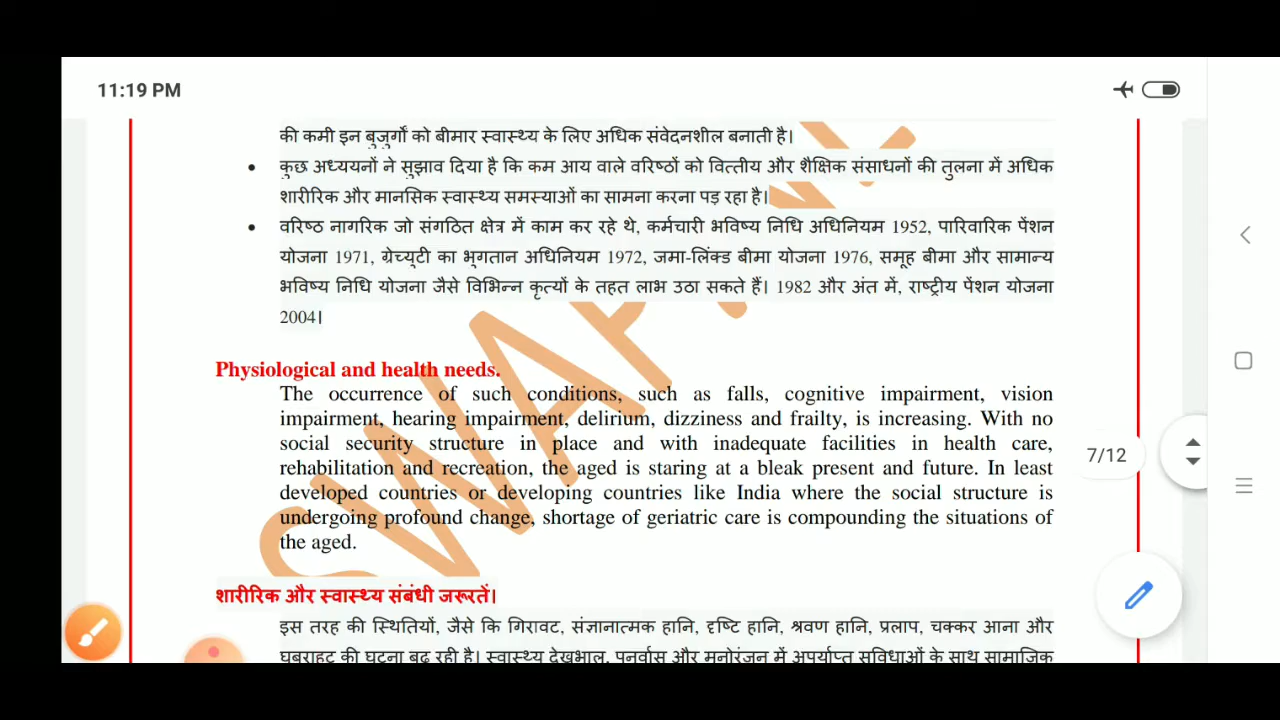 11:19 PM
की कमी इन बुजुर्गों को बीमार स्वास्थ्य के लिए अधिक संवेदनशील बनाती है।
• कुछ अध्ययनों ने सुझाव दिया है कि कम आय वाले वरिष्ठों को वित्तीय और शैक्षिक संसाधनों की तुलना में अधिक
शारीरिक और मानसिक स्वास्थ्य समस्याओं का सामना करना पड़ रहा है।
• वरिष्ठ नागरिक जो संगठित क्षेत्र में काम कर रहे थे, कर्मचारी भविष्य निधि अधिनियम 1952, पारिवारिक पेंशन
योजना 1971, ग्रेच्युटी का भुगतान अधिनियम 1972, जमा-लिंक्ड बीमा योजना 1976, समूह बीमा और सामान्य
भविष्य निधि योजना जैसे विभिन्न कृत्यों के तहत लाभ उठा सकते हैं। 1982 और अंत में, राष्ट्रीय पेंशन योजना
2004।
Physiological and health needs.
The occurrence of such conditions, such as falls, cognitive impairment, vision
impairment, hearing impairment, delirium, dizziness and frailty, is increasing. With no
social security structure in place and with inadequate facilities in health care,
rehabilitation and recreation, the aged is staring at a bleak present and future. In least
developed countries or developing countries like India where the social structure is
undergoing profound change, shortage of geriatric care is compounding the situations of
the aged.
7/12
शारीरिक और स्वास्थ्य संबंधी जरूरतें।
इस तरह की स्थितियों, जैसे कि गिरावट, संज्ञानात्मक हानि, दृष्टि हानि, श्रवण हानि, प्रलाप, चक्कर आना और
घबराहट की घटना बढ़ रही है। स्वास्थ्य देखभाल, पुनर्वास और मनोरंजन में अपर्याप्त सुविधाओं के साथ सामाजिक